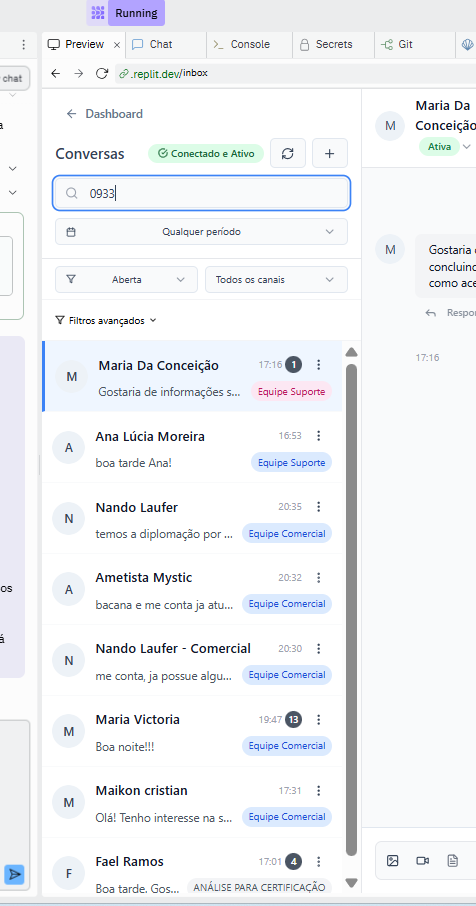 Running
Preview
Chat
Console
Secrets
Git
chat
.replit.dev/inbox
Dashboard
Conversas
Conectado e Ativo
0933
Qualquer período
Aberta
Todos os canais
Filtros avançados
M
Maria Da Conceição
17:16
1
Gostaria de informações s...
Equipe Suporte
A
Ana Lúcia Moreira
16:53
boa tarde Ana!
Equipe Suporte
N
Nando Laufer
20:35
temos a diplomação por ...
Equipe Comercial
A
Ametista Mystic
20:32
bacana e me conta ja atu...
Equipe Comercial
N
Nando Laufer - Comercial
20:30
me conta, ja possue algu...
Equipe Comercial
M
Maria Victoria
19:47
13
Boa noite!!!
Equipe Comercial
M
Maikon cristian
17:31
Olá! Tenho interesse na s...
Equipe Comercial
F
Fael Ramos
17:01
4
Boa tarde. Gos...
ANÁLISE PARA CERTIFICAÇÃO
M
Maria Da
Conceição
Ativa
M
Gostaria
concluind
como ace
Respon
17:16
os
á